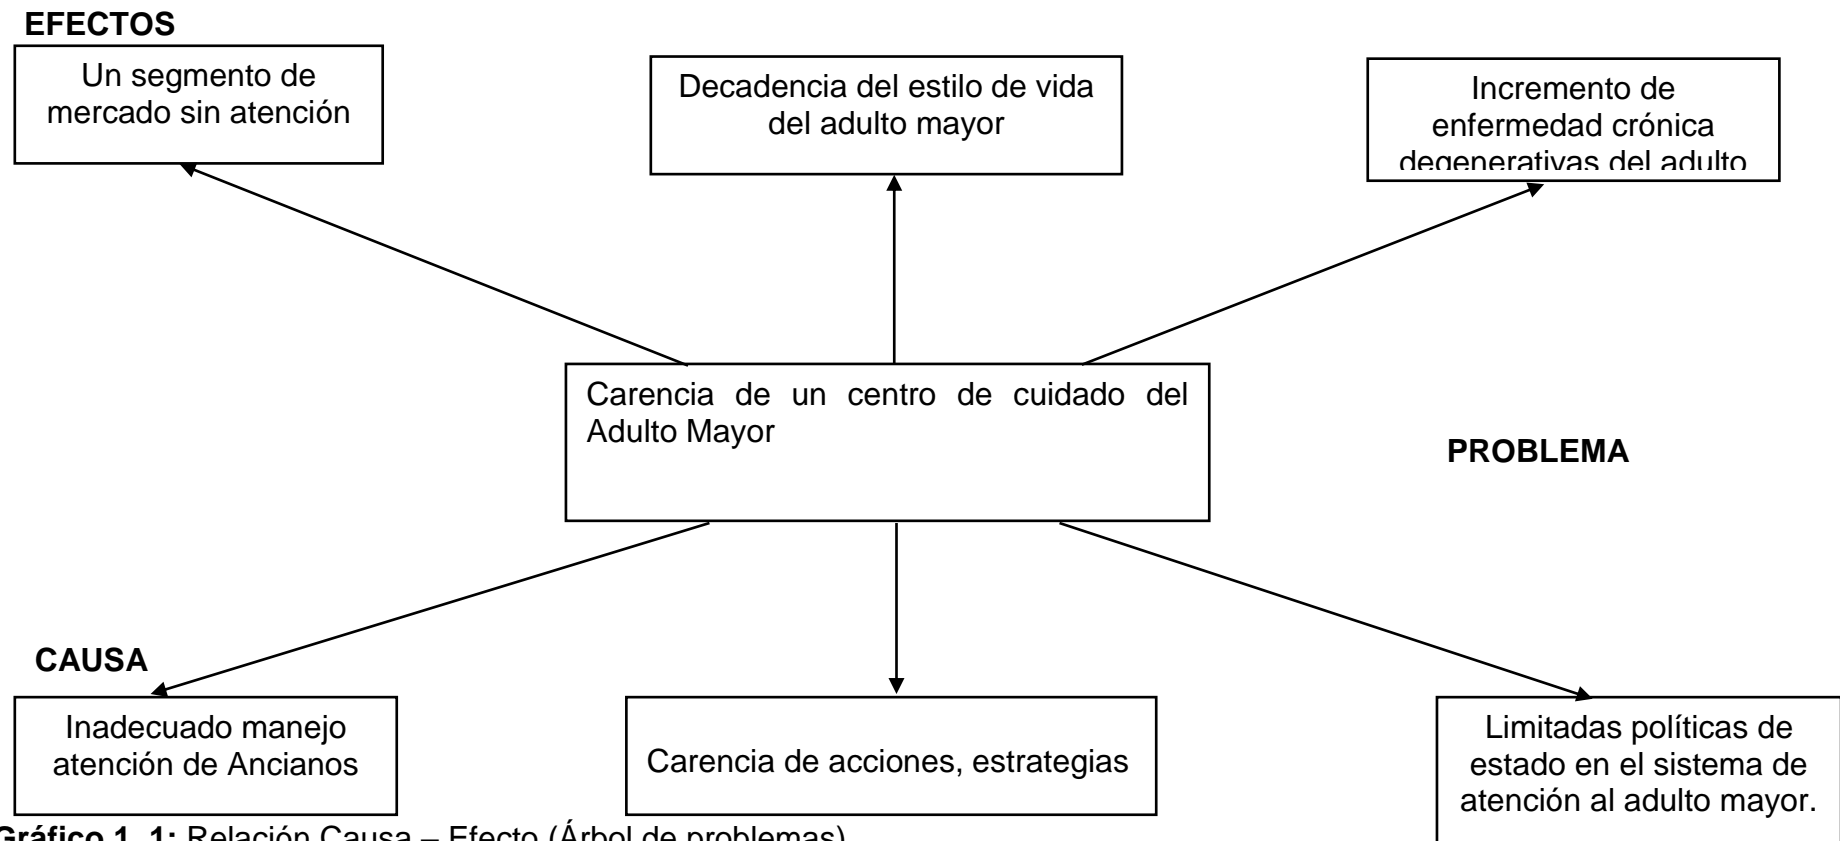 EFECTOS
Un segmento de
mercado sin atención
Decadencia del estilo de vida
del adulto mayor
Incremento de
enfermedad crónica
degenerativas del adulto
Carencia de un centro de cuidado del
Adulto Mayor
PROBLEMA
CAUSA
Inadecuado manejo
atención de Ancianos
Carencia de acciones, estrategias
Limitadas políticas de
estado en el sistema de
atención al adulto mayor.
Gráfico 1. 1: Relación Causa – Efecto (Árbol de problemas)